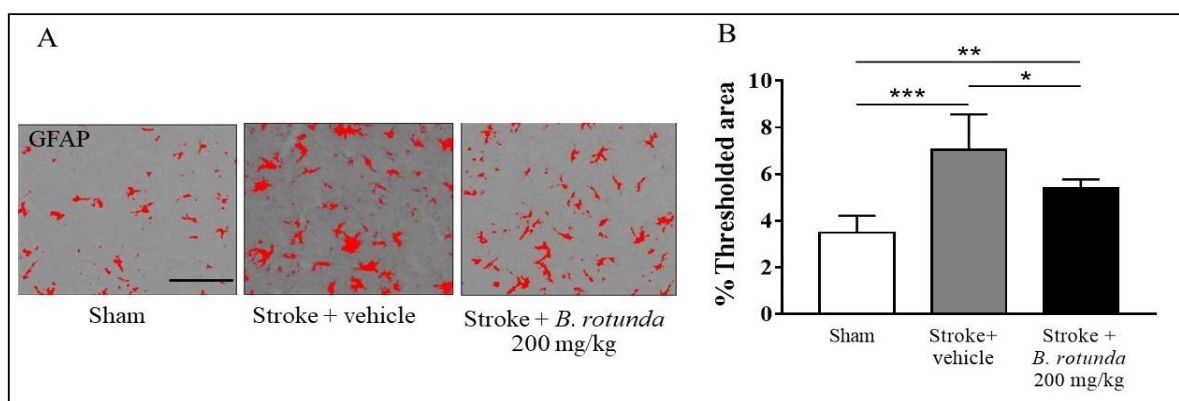 A
GFAP
Sham
Stroke + vehicle
Stroke + B. rotunda
200 mg/kg
B
% Thresholded area
10
8
6
4
2
0
***
**
*
Sham
Stroke+
vehicle
Stroke +
B. rotunda
200 mg/kg